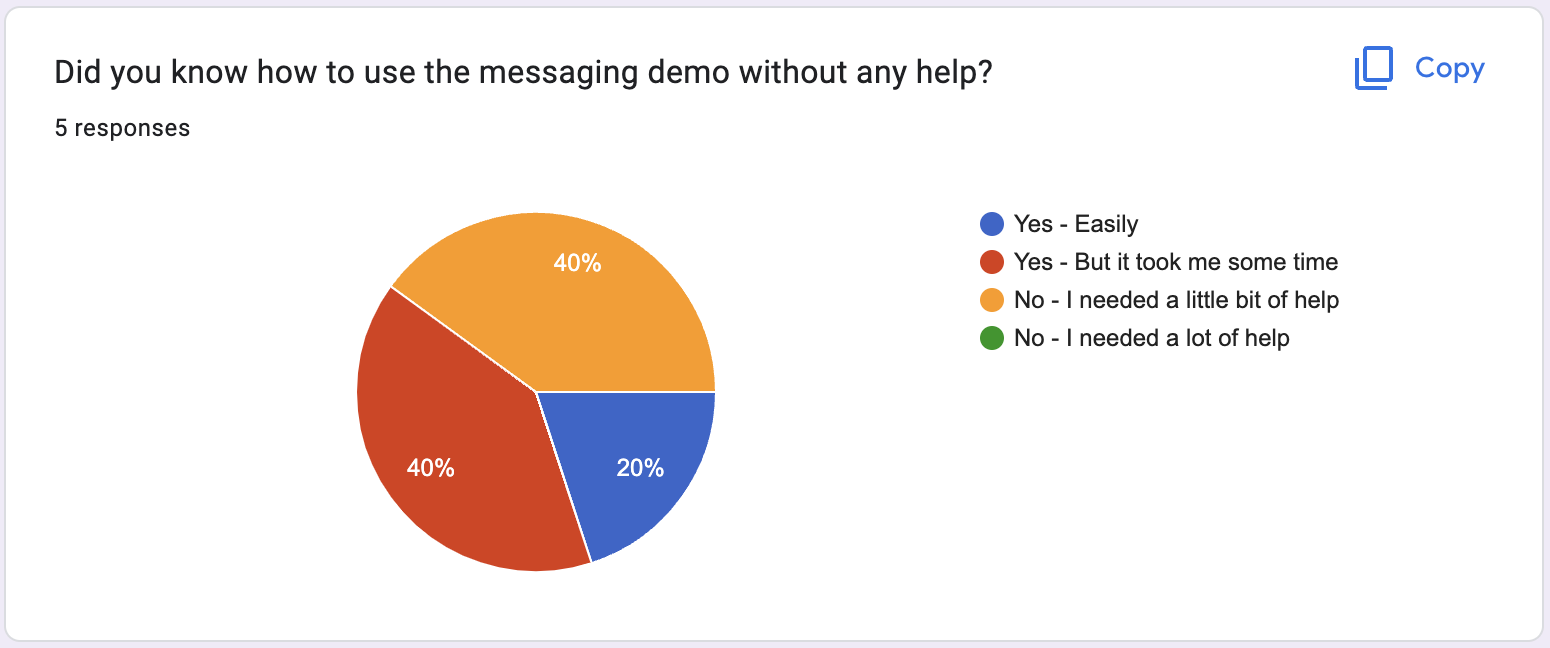 Did you know how to use the messaging demo without any help?
Copy
5 responses
Yes - Easily
Yes - But it took me some time
No - I needed a little bit of help
No - I needed a lot of help
40%
40%
20%